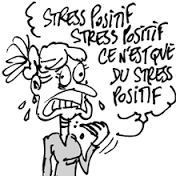 STRESS POSITIF
STRESS POSITIF
CE N'EST QUE
DU STRESS
POSITIF